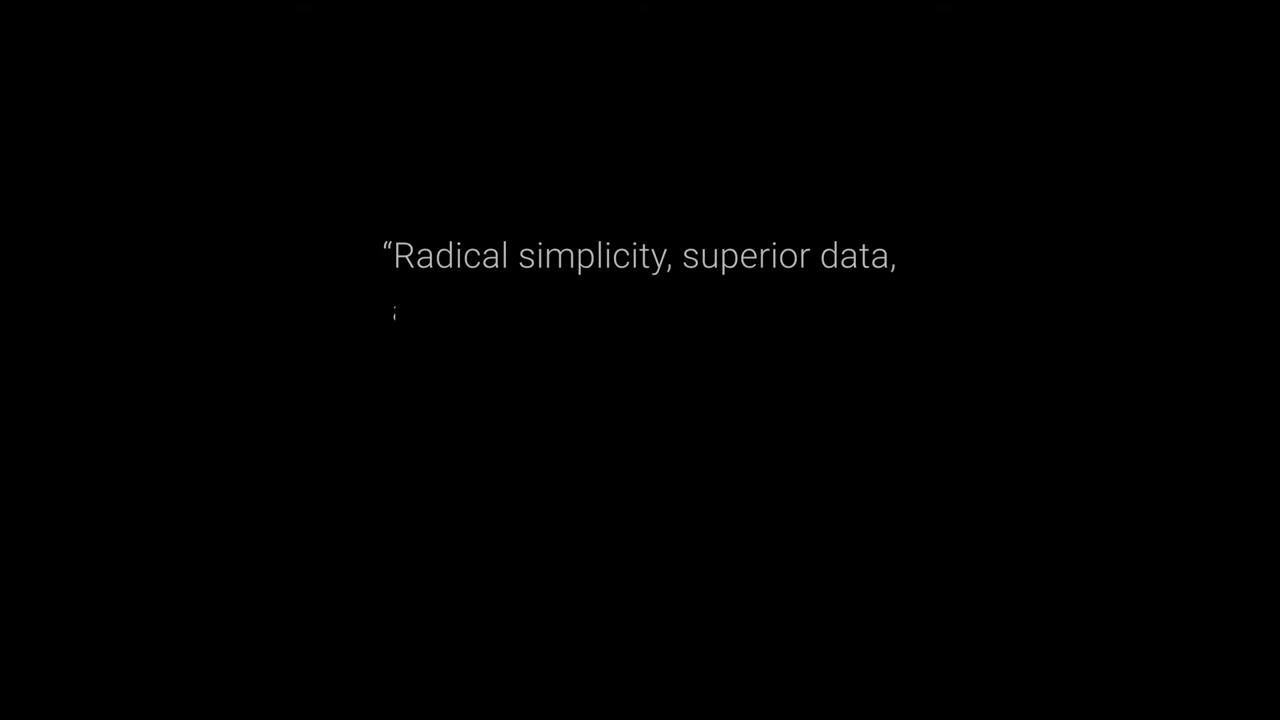 “Radical simplicity, superior data,